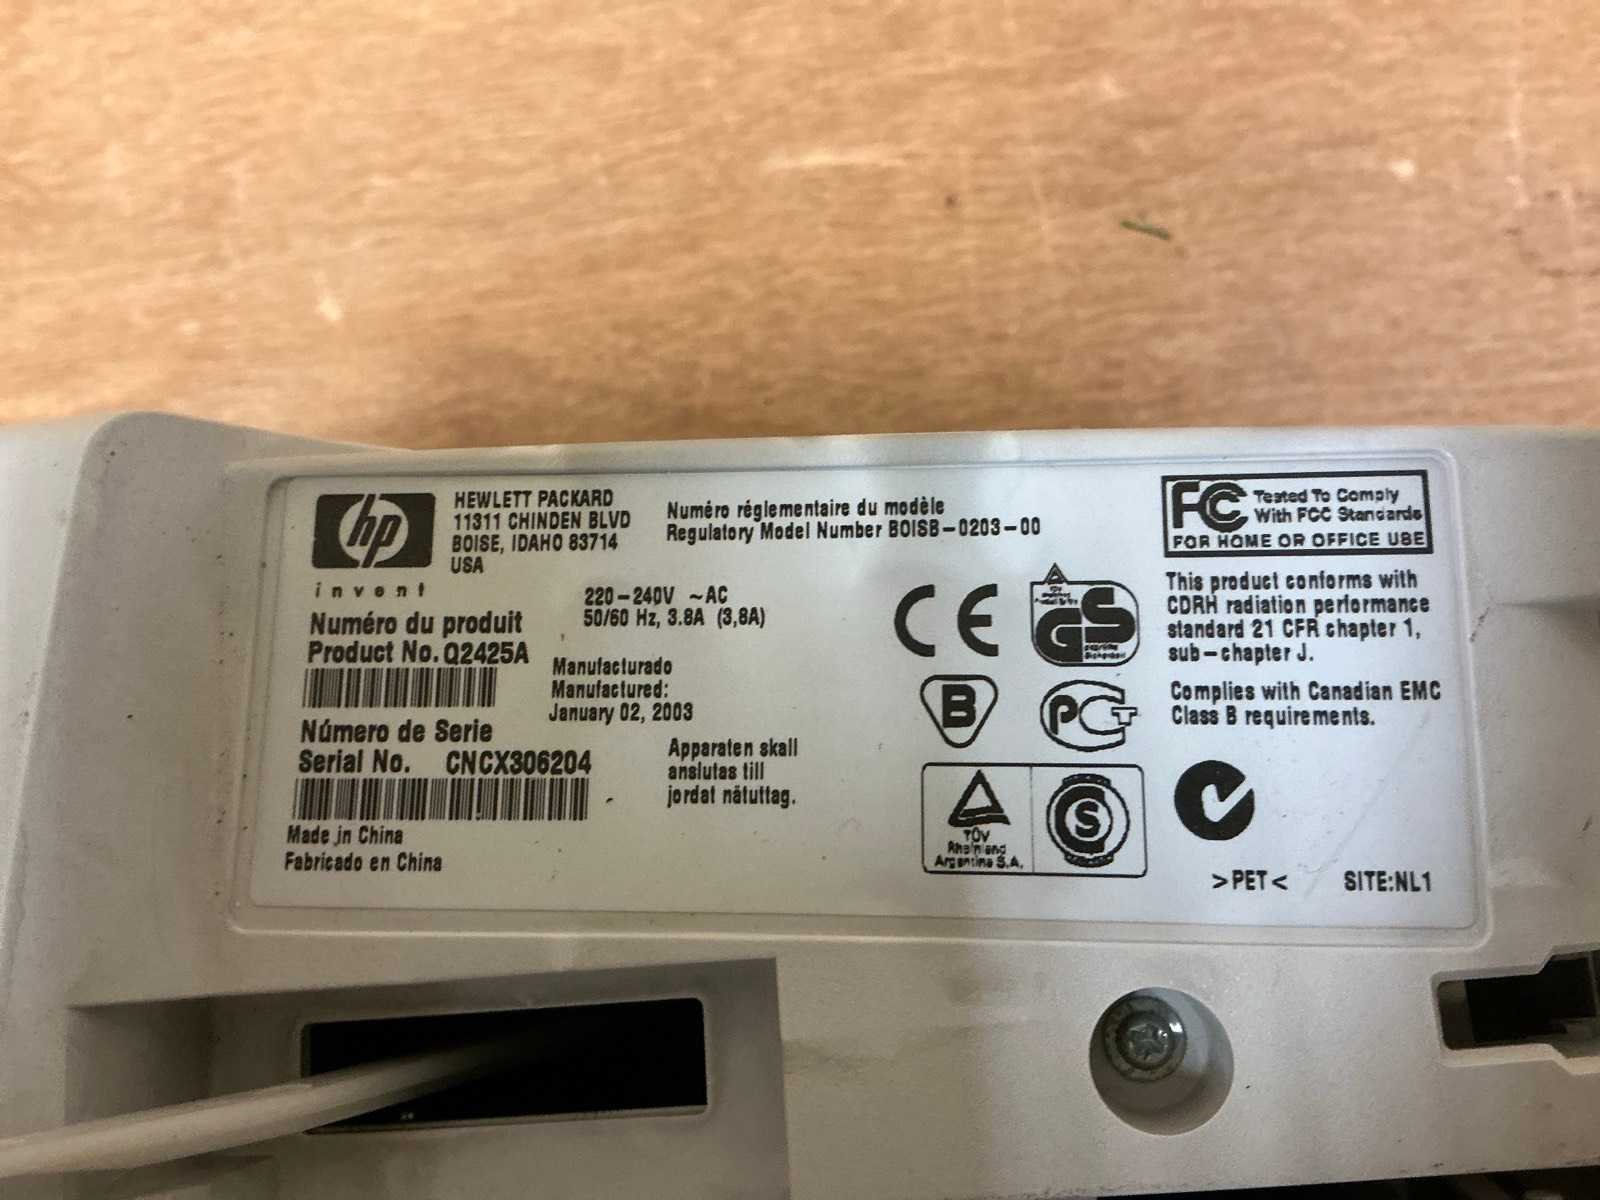 hp
invent
HEWLETT PACKARD
11311 CHINDEN BLVD
BOISE, IDAHO 83714
USA
Numéro réglementaire du modèle
Regulatory Model Number BOISB-0203-00
FC Tested To Comply
With FCC Standards
FOR HOME OR OFFICE USE
220-240V ~AC
50/60 Hz, 3.8A (3,8A)
Numéro du produit
Product No. Q2425A
Manufacturado
Manufactured:
January 02, 2003
Número de Serie
Serial No. CNCX306204
Made in China
Fabricado en China
Apparaten skall
anslutas till
jordat nätuttag.
CE
GS
B
PCT
TÜV
Rheinland
Argentina S.A.
S
This product conforms with
CDRH radiation performance
standard 21 CFR chapter 1,
sub-chapter J.
Complies with Canadian EMC
Class B requirements.
>PET< SITE:NL1